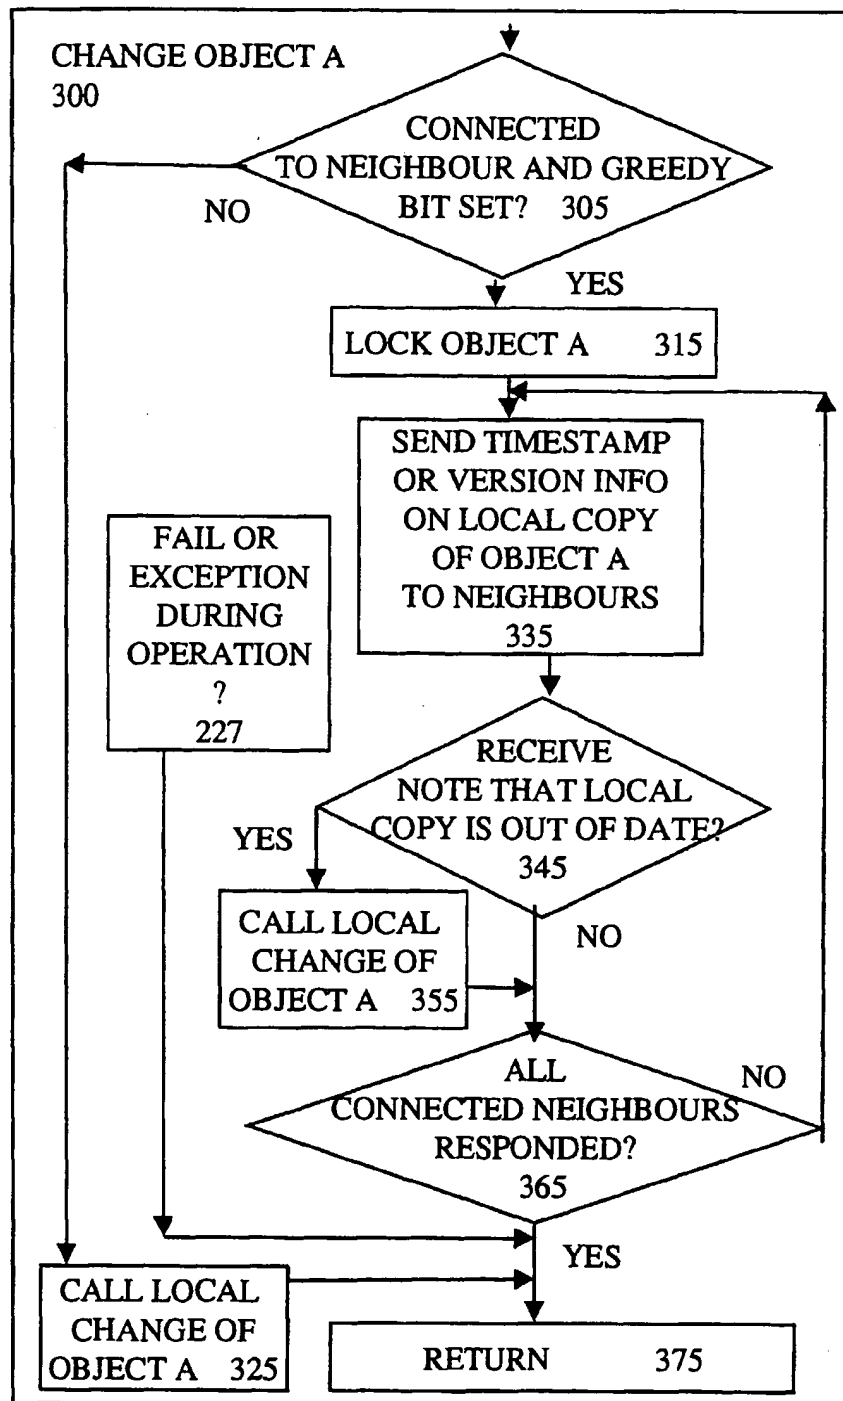 CHANGE OBJECT A
300
CONNECTED
TO NEIGHBOUR AND GREEDY
BIT SET? 305
NO
YES
LOCK OBJECT A 315
SEND TIMESTAMP
OR VERSION INFO
ON LOCAL COPY
OF OBJECT A
TO NEIGHBOURS
335
FAIL OR
EXCEPTION
DURING
OPERATION
?
227
RECEIVE
NOTE THAT LOCAL
COPY IS OUT OF DATE?
345
YES
NO
CALL LOCAL
CHANGE OF
OBJECT A 355
ALL
CONNECTED NEIGHBOURS
RESPONDED?
365
NO
YES
CALL LOCAL
CHANGE OF
OBJECT A 325
RETURN 375